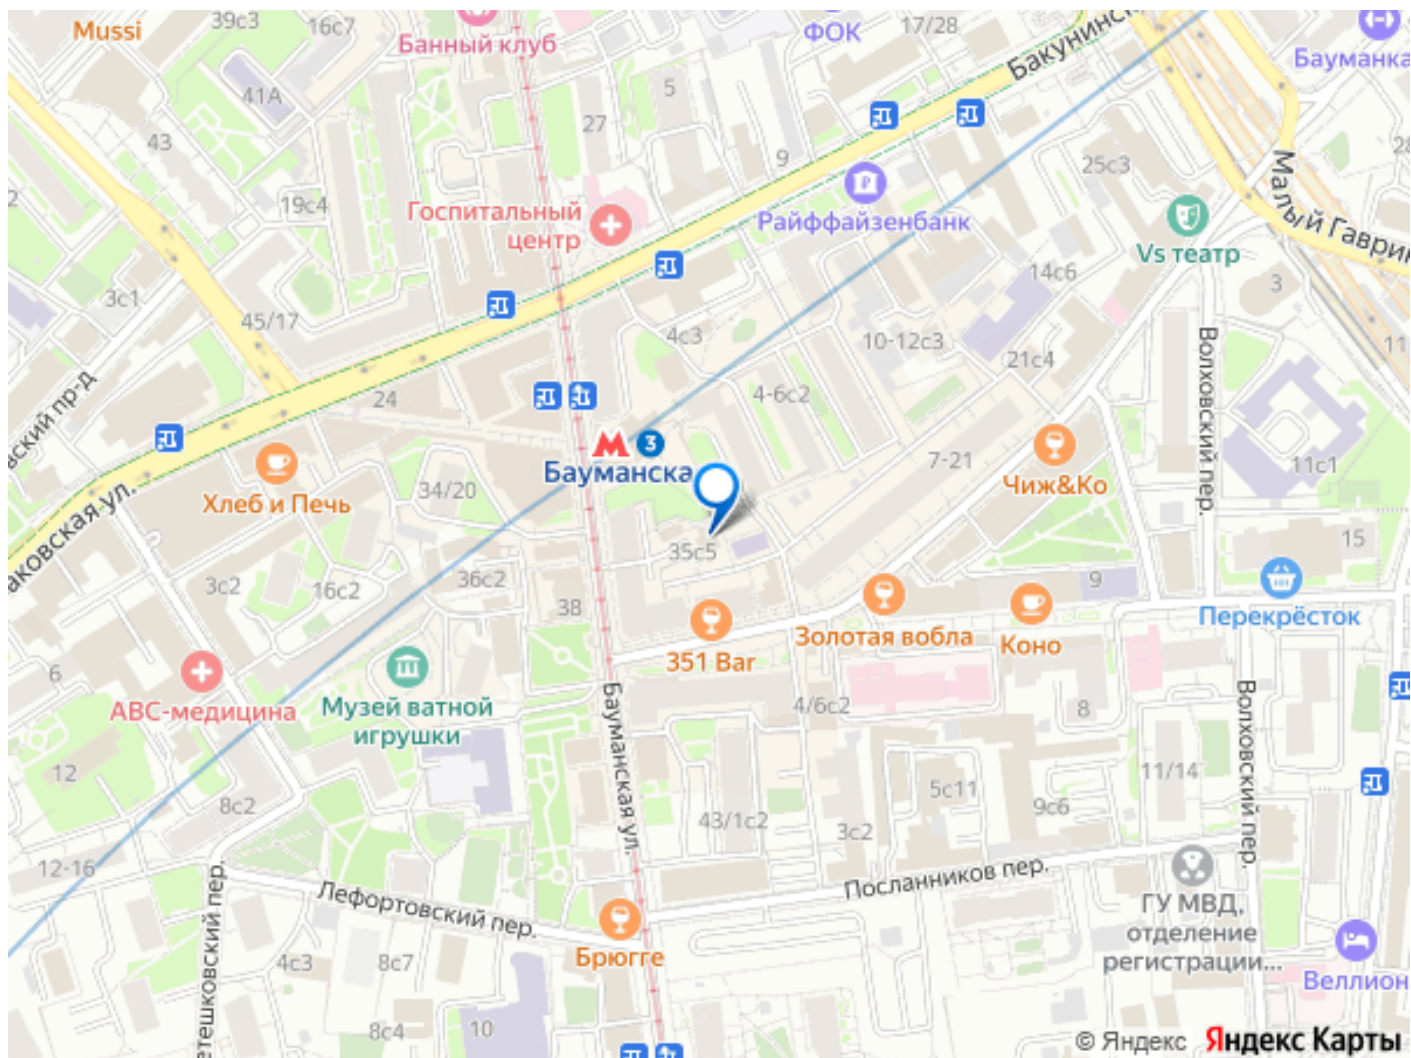 Mussi
39с3
16с7
Банный клуб
ФОК
17/28
Бакунинск
Бауманка
41А
5
27
43
9
25с3
28
2
19с4
Госпитальный
центр
Райффайзенбанк
Малый Гаври
Vs театр
3с1
14с6
3
45/17
4с3
10-12с3
21с4
11
вский пр-д
24
4-6с2
Волховский пер.
М 3
Бауманска
7-21
11с1
Хлеб и Печь
34/20
Чиж&Ко
аковская ул.
35с5
15
3с2
16с2
36с2
38
9
Перекрёсток
Золотая вобла
Коно
351 Bar
6
АВС-медицина
Музей ватной
игрушки
Бауманская ул.
4/6с2
8
Волховский пер.
12
8с2
5с11
11/14
9с6
43/1с2
3с2
12-16
Посланников пер.
етешковский пер.
Лефортовский пер.
ГУ МВД,
отделение
регистрации...
Брюгге
4с3
8с7
Веллион
8с4
10
© Яндекс Яндекс Карты